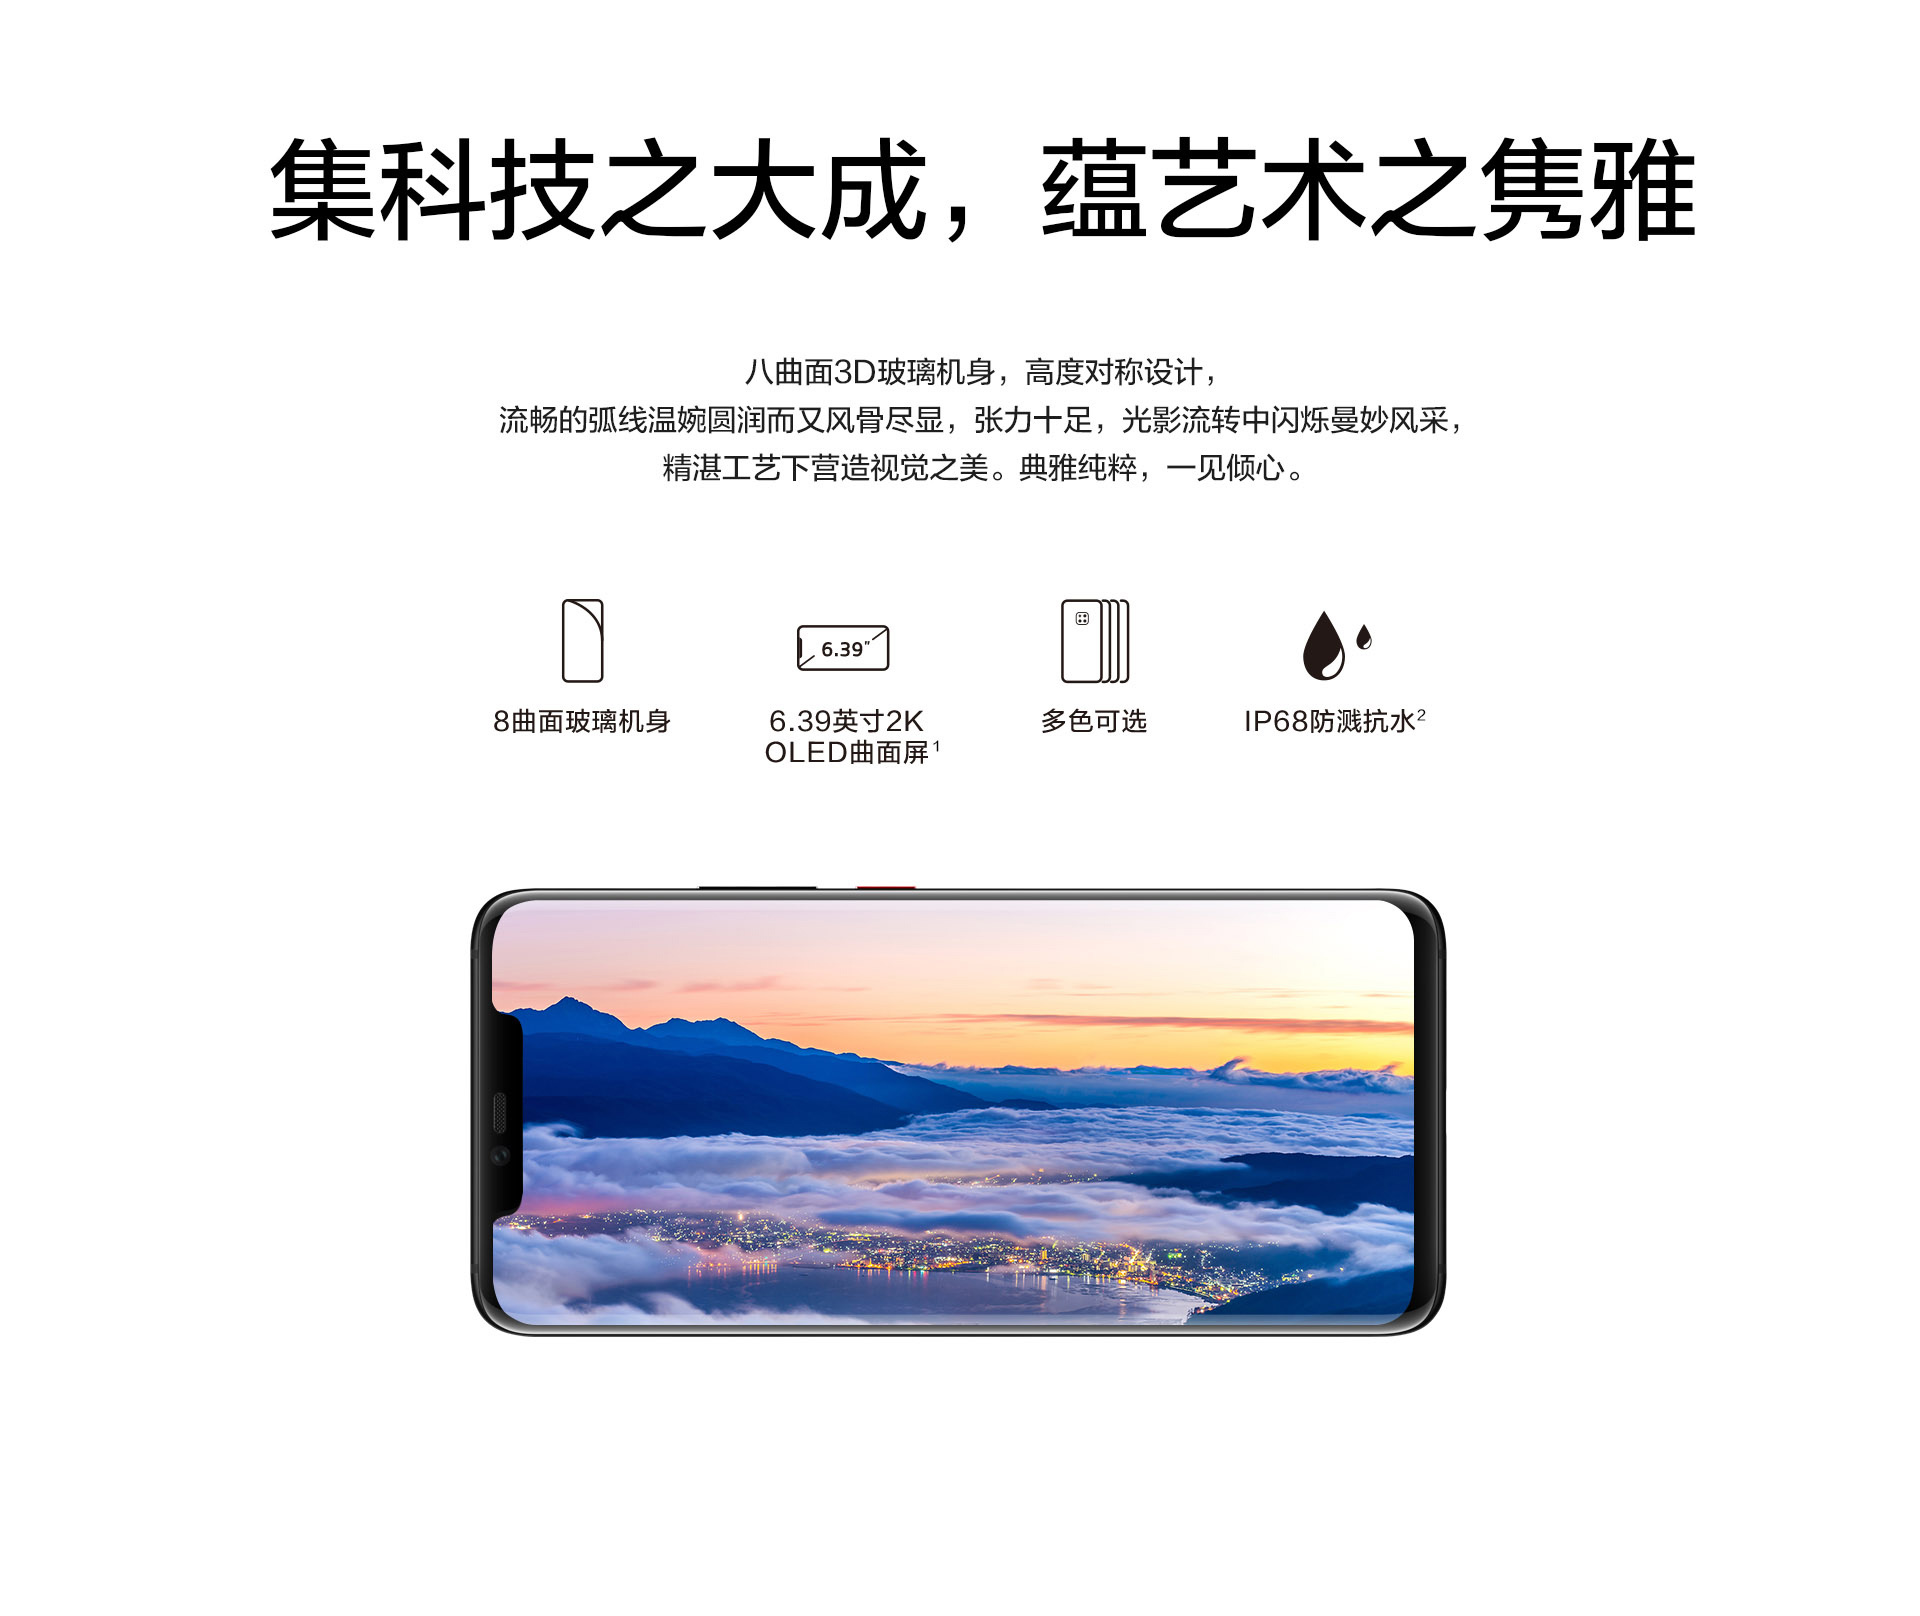 集科技之大成，蕴艺术之隽雅
八曲面3D玻璃机身，高度对称设计，
流畅的弧线温婉圆润而又风骨尽显，张力十足，光影流转中闪烁曼妙风采，
精湛工艺下营造视觉之美。典雅纯粹，一见倾心。
6.39"
8曲面玻璃机身
6.39英寸2K
OLED曲面屏1
多色可选
IP68防溅抗水2